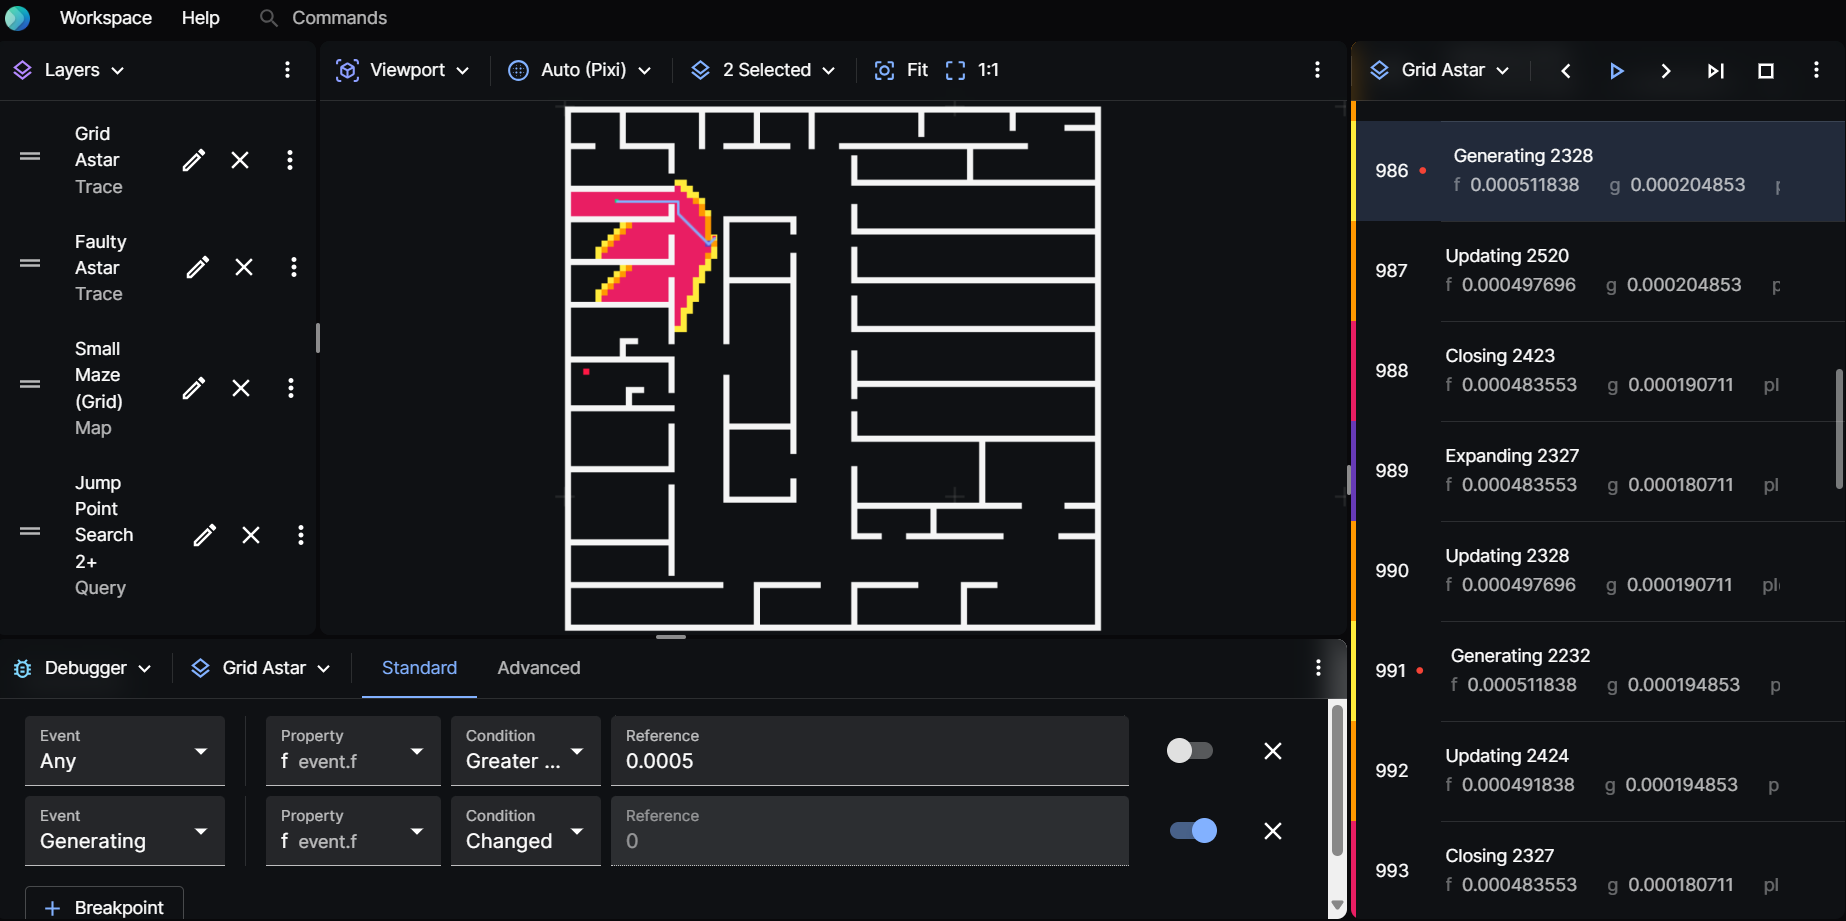 Workspace
Help
Commands
Layers
Grid
Astar
Trace
Faulty
Astar
Trace
Small
Maze
(Grid)
Map
Jump
Point
Search
2+
Query
Viewport
Auto (Pixi)
2 Selected
Fit
1:1
Debugger
Grid Astar
Standard
Advanced
Event
Any
Property
f event.f
Condition
Greater ...
Reference
0.0005
Event
Generating
Property
f event.f
Condition
Changed
Reference
0
Breakpoint
Grid Astar
986
Generating 2328
f 0.000511838 g 0.000204853
987
Updating 2520
f 0.000497696 g 0.000204853
988
Closing 2423
f 0.000483553 g 0.000190711
989
Expanding 2327
f 0.000483553 g 0.000180711
990
Updating 2328
f 0.000497696 g 0.000190711
991
Generating 2232
f 0.000511838 g 0.000194853
992
Updating 2424
f 0.000491838 g 0.000194853
993
Closing 2327
f 0.000483553 g 0.000180711